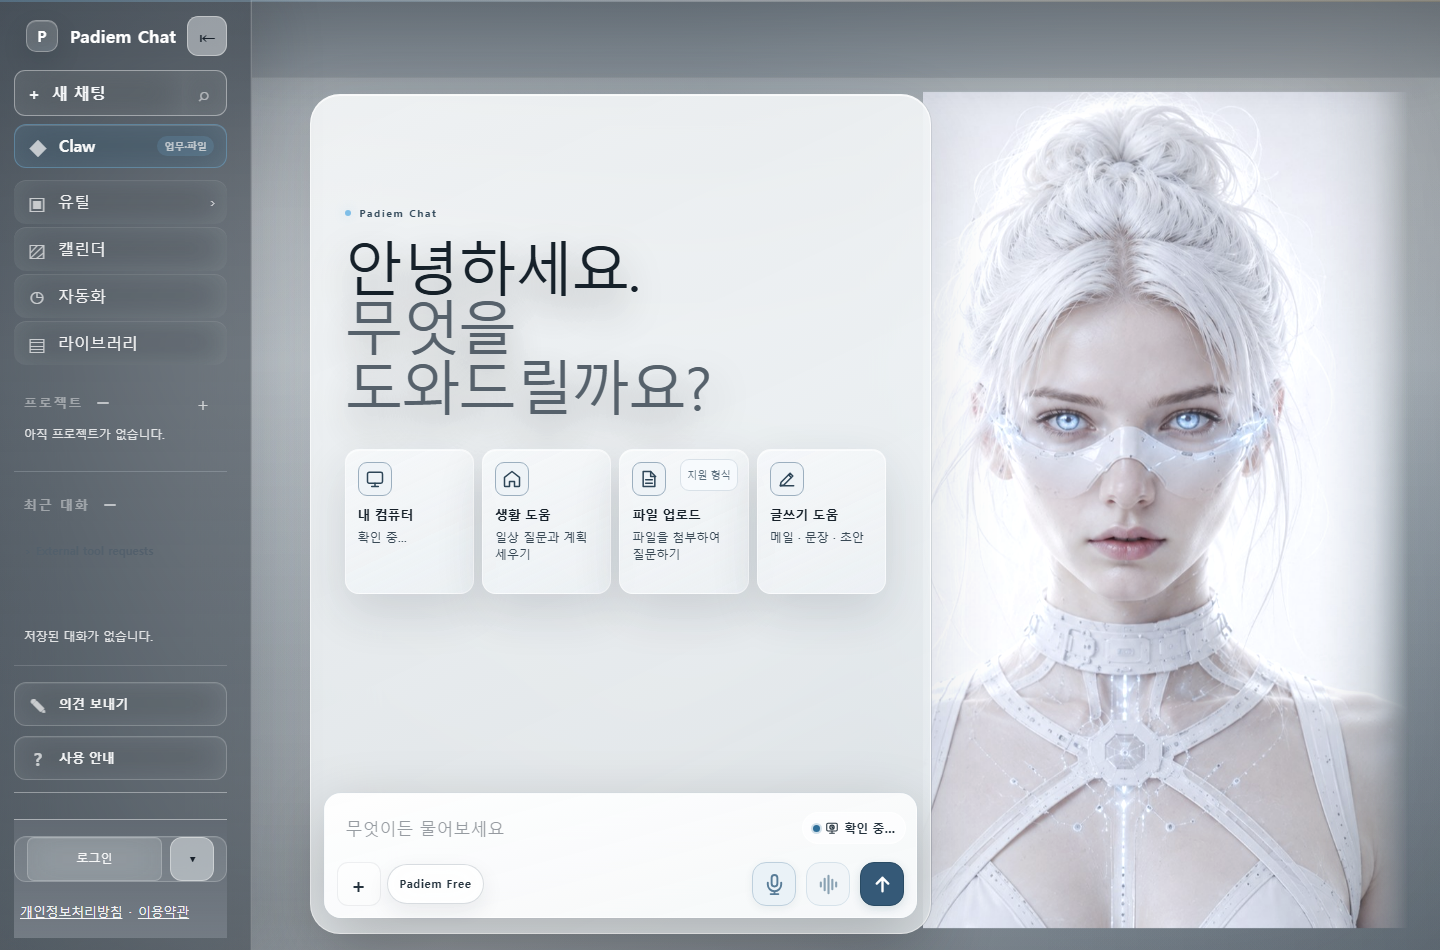 P Padiem Chat
+ 새 채팅
Claw 업무·파일
유틸
캘린더
자동화
라이브러리
프로젝트
아직 프로젝트가 없습니다.
최근 대화
tool requests
저장된 대화가 없습니다.
의견 보내기
? 사용 안내
로그인
개인정보처리방침 · 이용약관
Padiem Chat
안녕하세요.
무엇을
도와드릴까요?
내 컴퓨터
확인 중...
생활 도움
일상 질문과 계획
세우기
지원 형식
파일 업로드
파일을 첨부하여
질문하기
글쓰기 도움
메일 · 문장 · 초안
무엇이든 물어보세요
확인 중...
+ Padiem Free